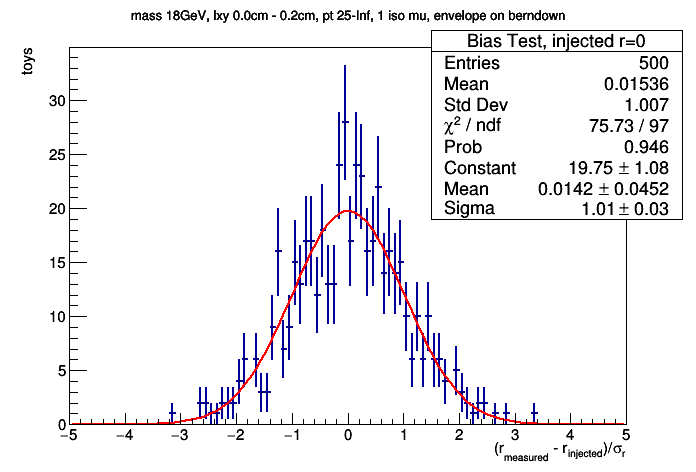 mass 18GeV, lxy 0.0cm - 0.2cm, pt 25-Inf, 1 iso mu, envelope on berndown
Bias Test, injected r=0
Entries 500
Mean 0.01536
Std Dev 1.007
χ² / ndf 75.73 / 97
Prob 0.946
Constant 19.75 ± 1.08
Mean 0.0142 ± 0.0452
Sigma 1.01 ± 0.03
toys
30
25
20
15
10
5
0
−5 −4 −3 −2 −1 0 1 2 3 4 5
(r_measured - r_injected)/σ_r